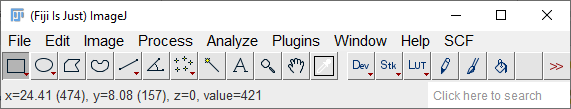 (Fiji Is Just) ImageJ
File Edit Image Process Analyze Plugins Window Help SCF
A Dev Stk LUT >>
x=24.41 (474), y=8.08 (157), z=0, value=421 Click here to search